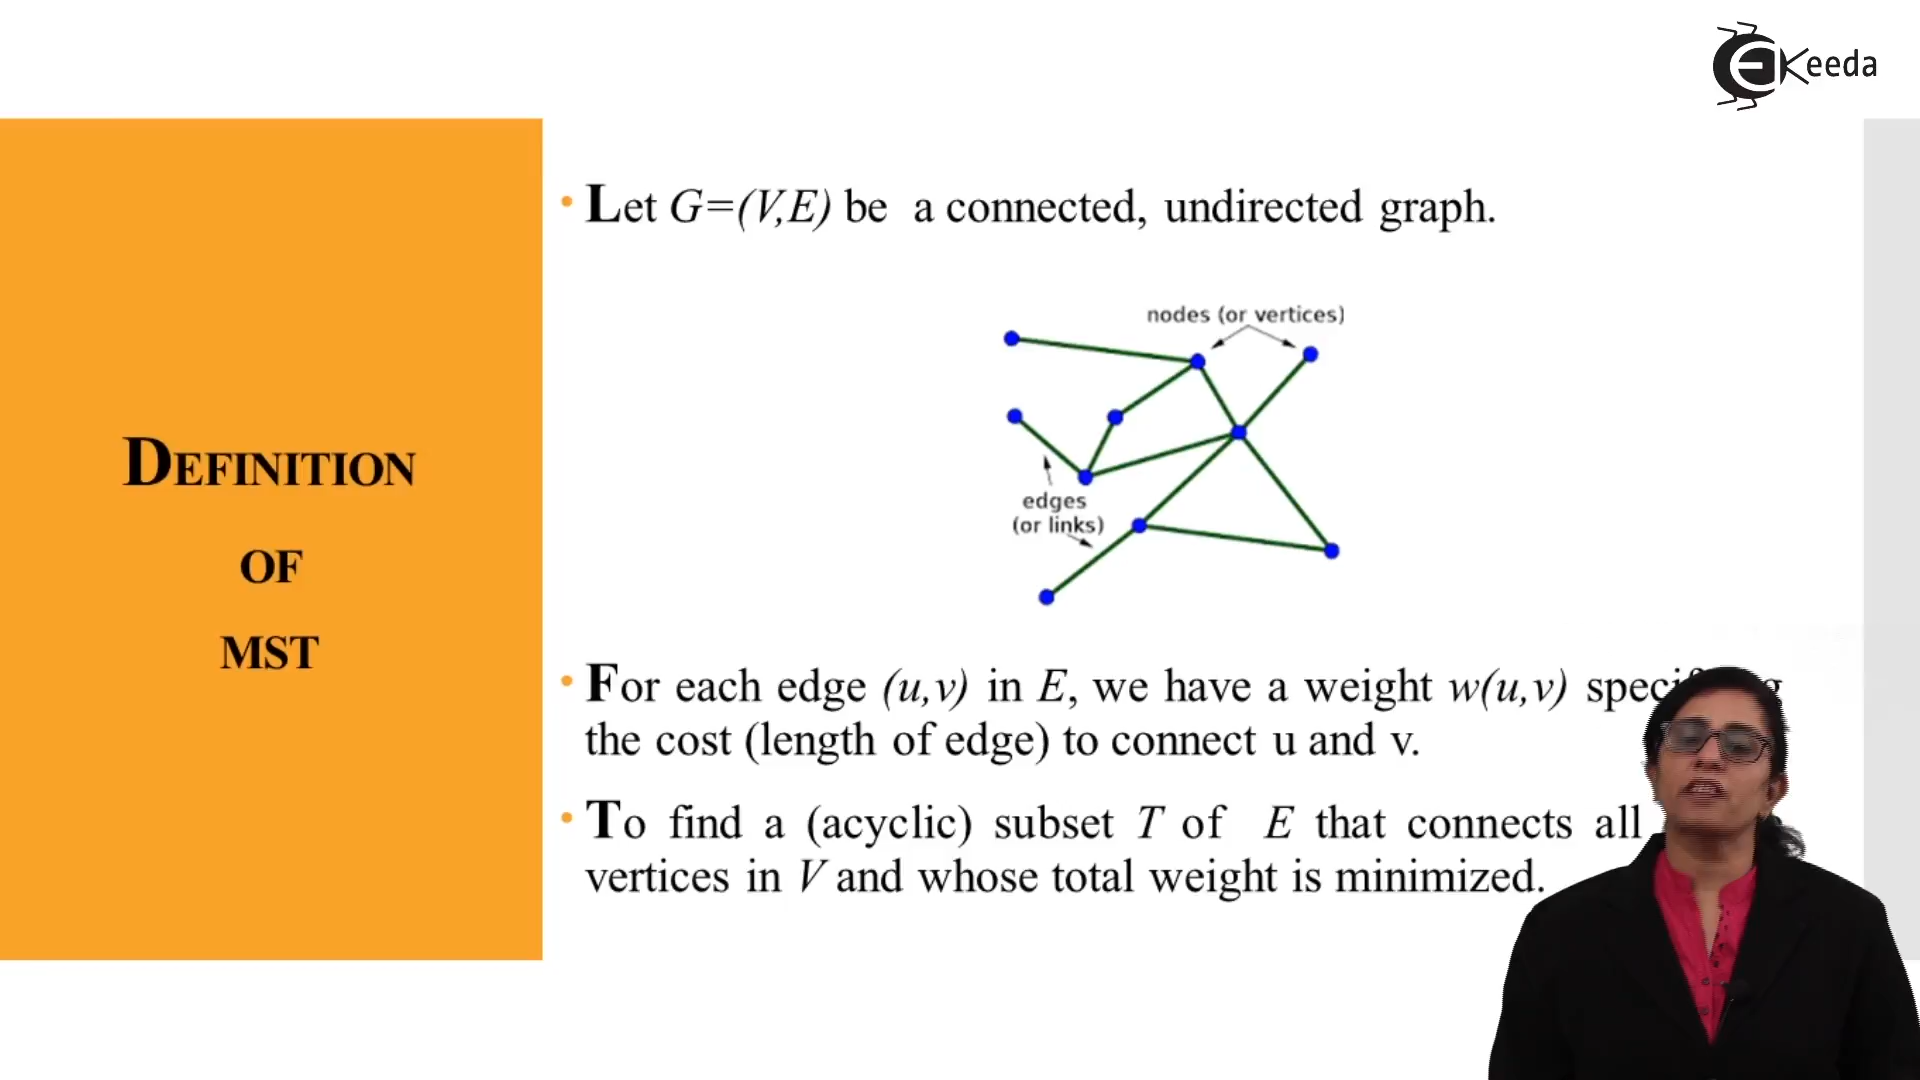 Keeda
DEFINITION
OF
MST
• Let G=(V,E) be a connected, undirected graph.
nodes (or vertices)
edges
(or links)
• For each edge (u,v) in E, we have a weight w(u,v)
the cost (length of edge) to connect u and v.
• To find a (acyclic) subset T of E that connects all
vertices in V and whose total weight is minimized.